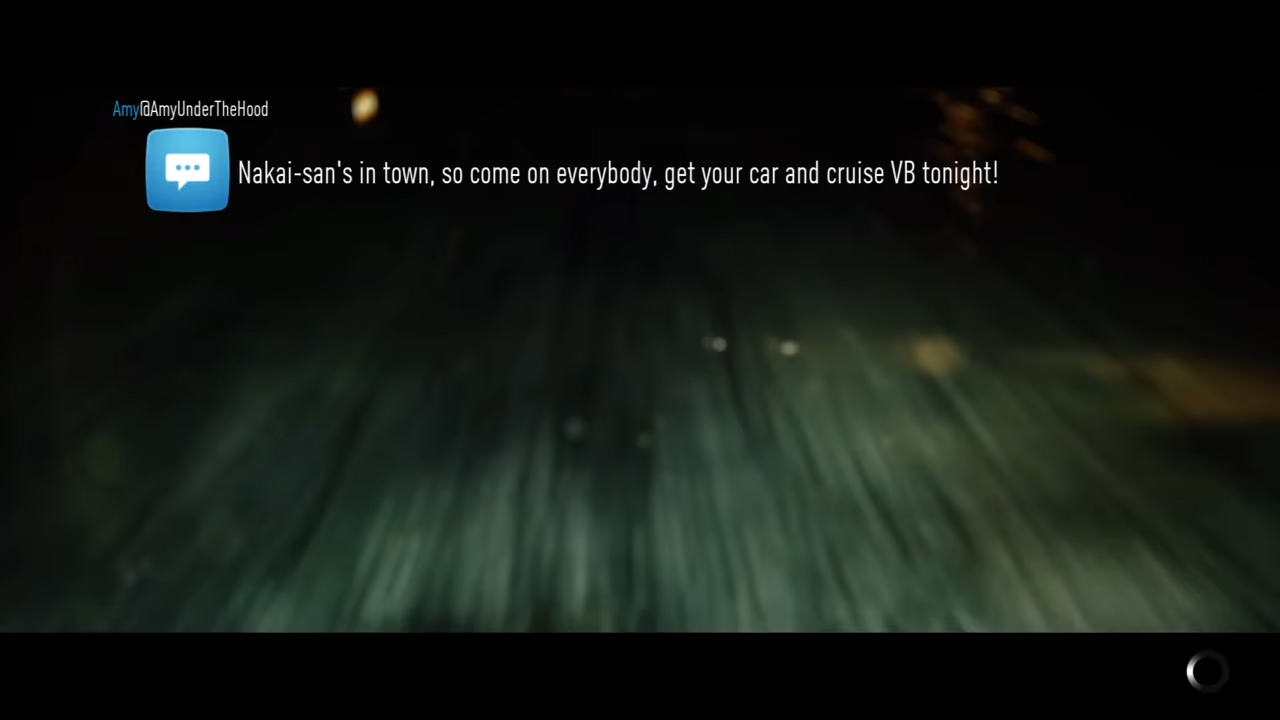 Amy@AmyUnderTheHood
Nakai-san's in town, so come on everybody, get your car and cruise VB tonight!